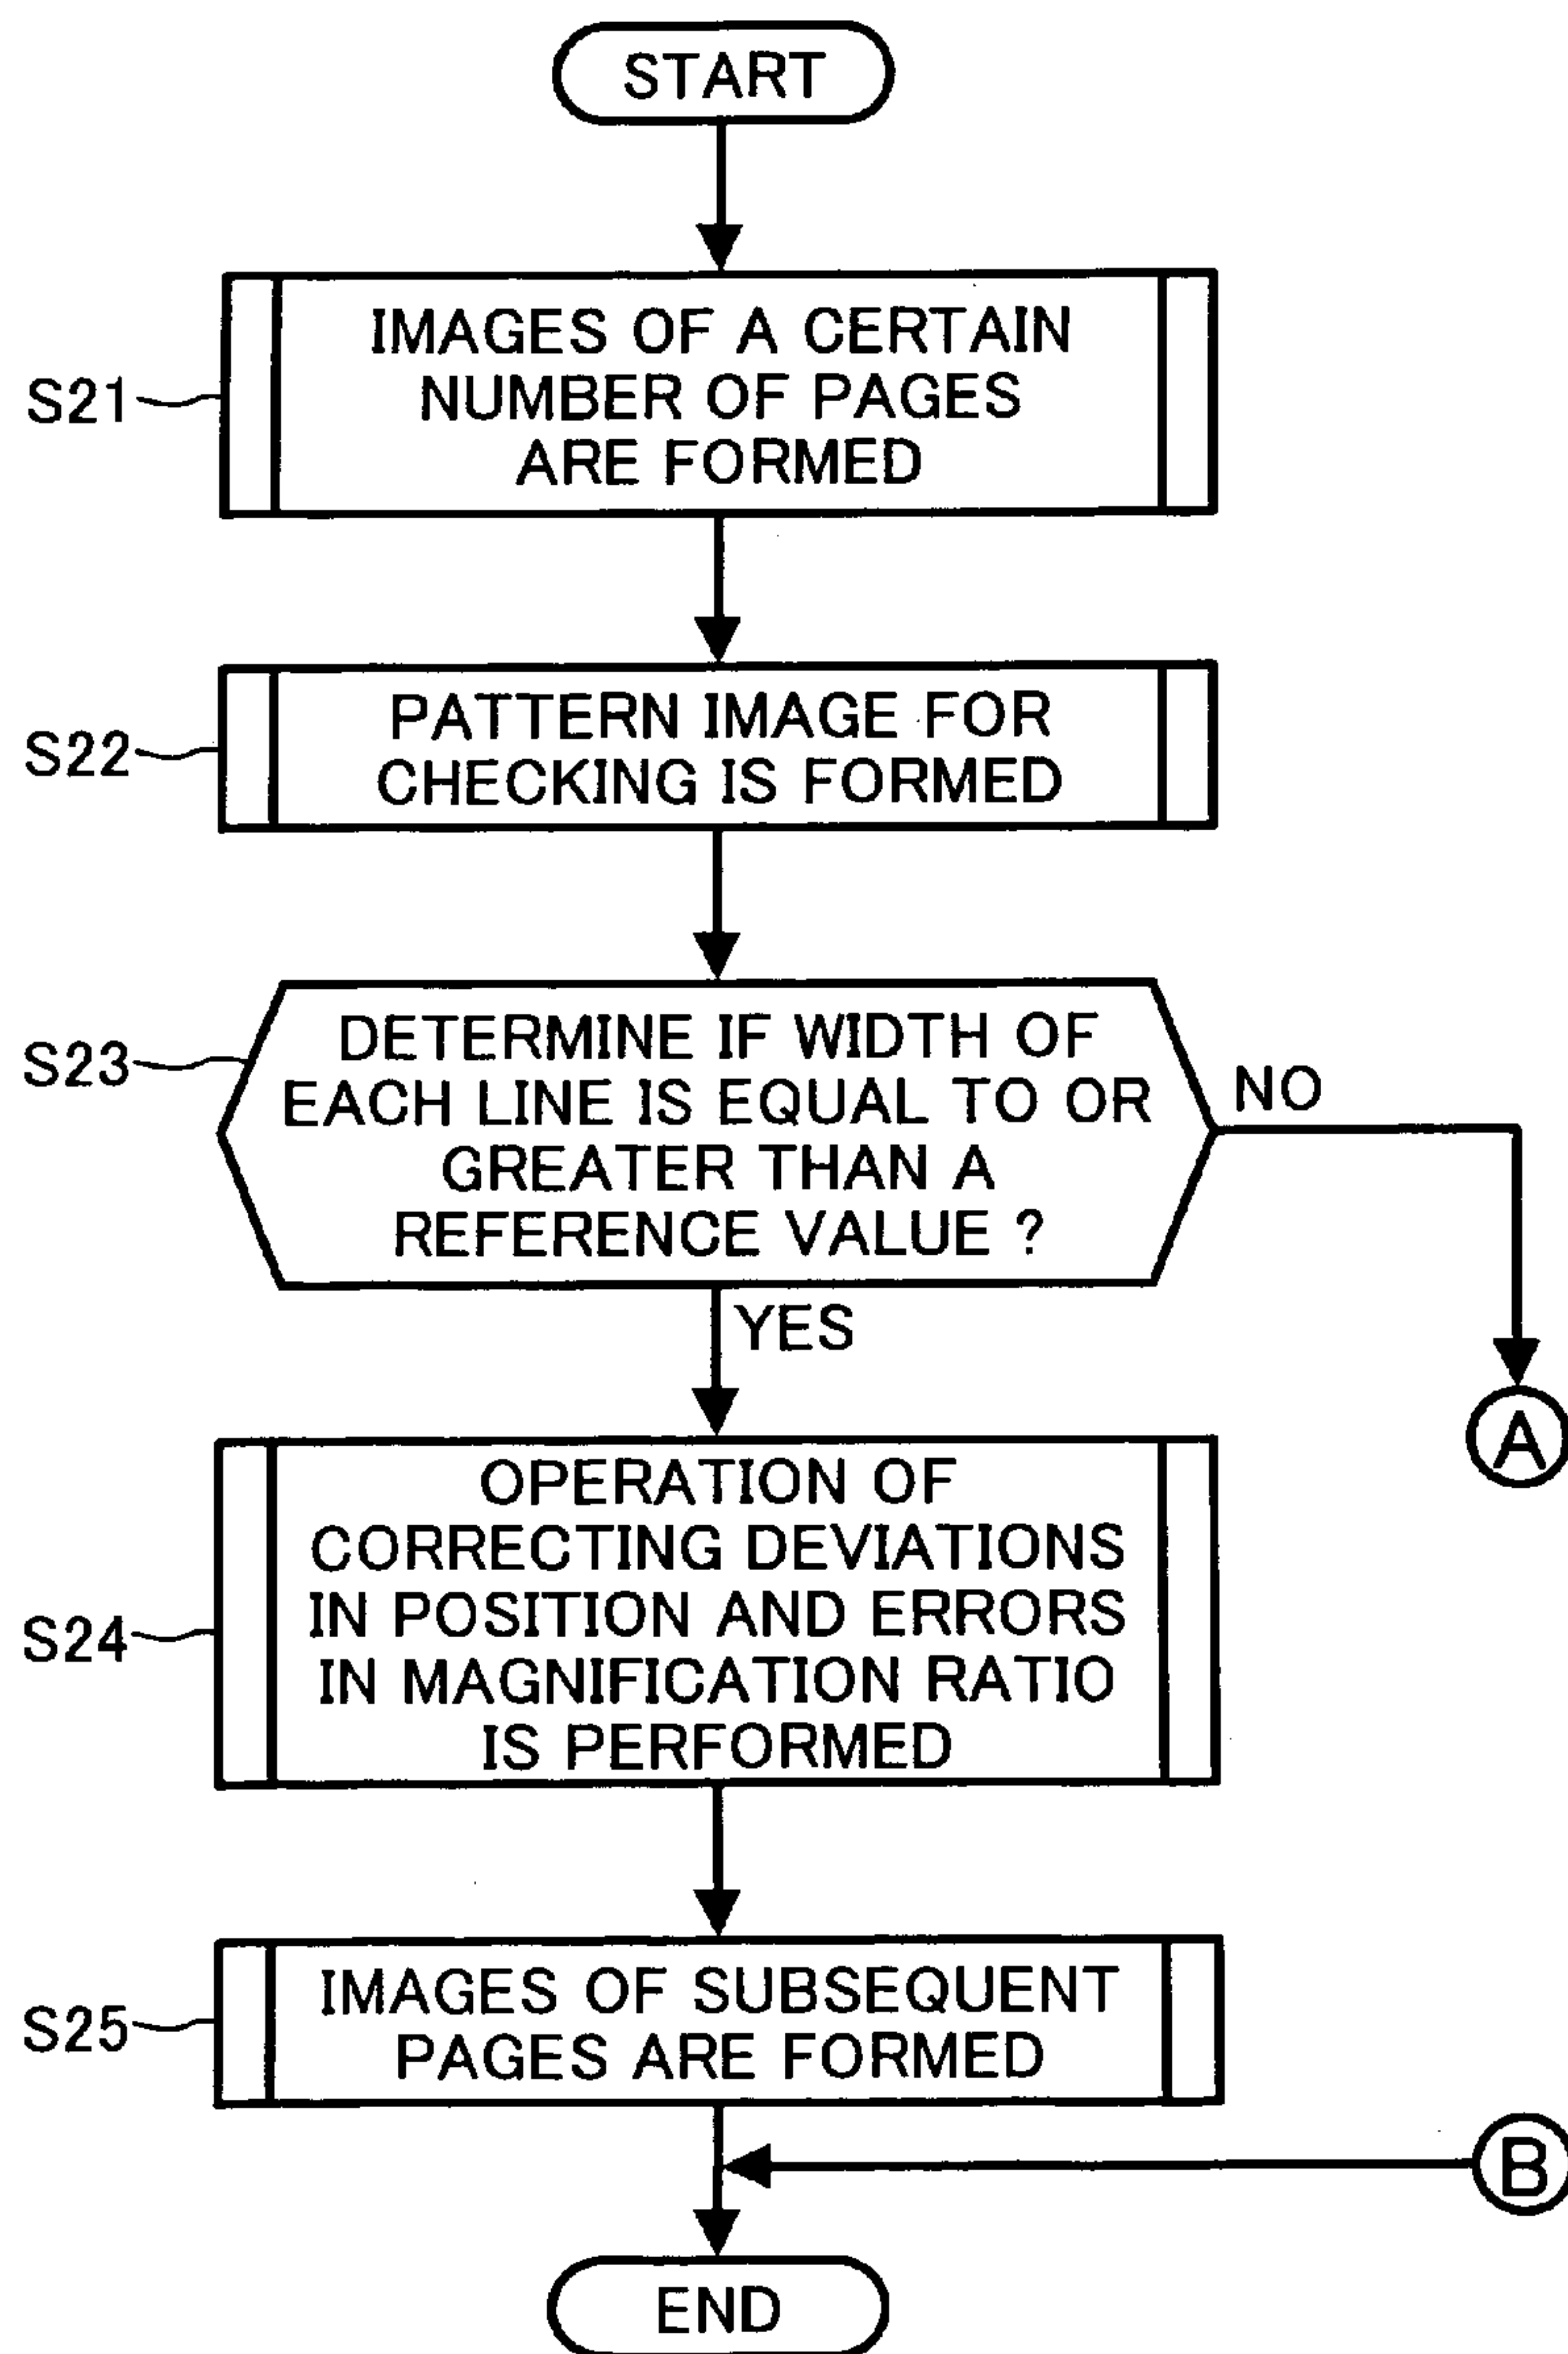 START
S21
IMAGES OF A CERTAIN
NUMBER OF PAGES
ARE FORMED
S22
PATTERN IMAGE FOR
CHECKING IS FORMED
S23
DETERMINE IF WIDTH OF
EACH LINE IS EQUAL TO OR
GREATER THAN A
REFERENCE VALUE ?
NO
YES
A
S24
OPERATION OF
CORRECTING DEVIATIONS
IN POSITION AND ERRORS
IN MAGNIFICATION RATIO
IS PERFORMED
S25
IMAGES OF SUBSEQUENT
PAGES ARE FORMED
B
END